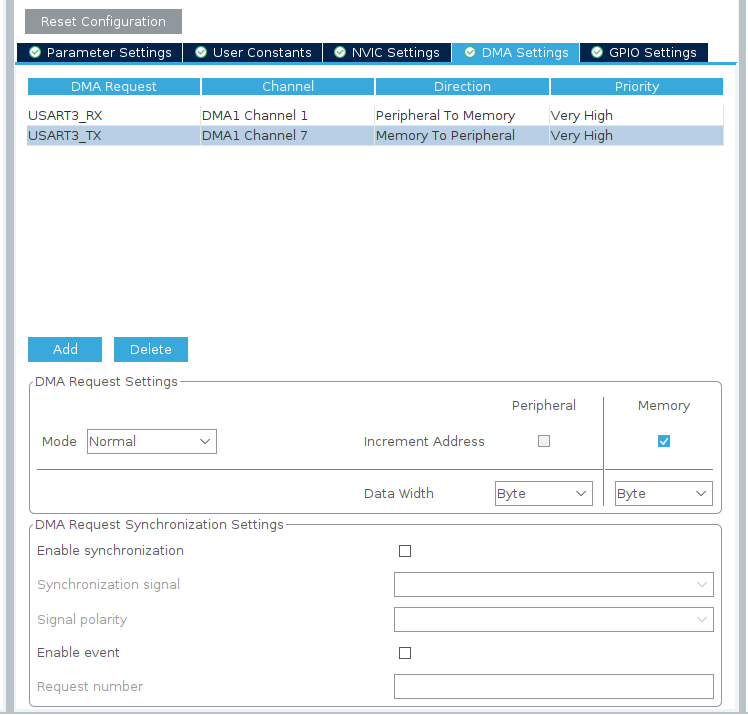 Reset Configuration
Parameter Settings User Constants NVIC Settings DMA Settings GPIO Settings
DMA Request Channel Direction Priority
USART3_RX DMA1 Channel 1 Peripheral To Memory Very High
USART3_TX DMA1 Channel 7 Memory To Peripheral Very High
Add Delete
DMA Request Settings
Peripheral Memory
Mode Normal Increment Address
Data Width Byte Byte
DMA Request Synchronization Settings
Enable synchronization
Synchronization signal
Signal polarity
Enable event
Request number